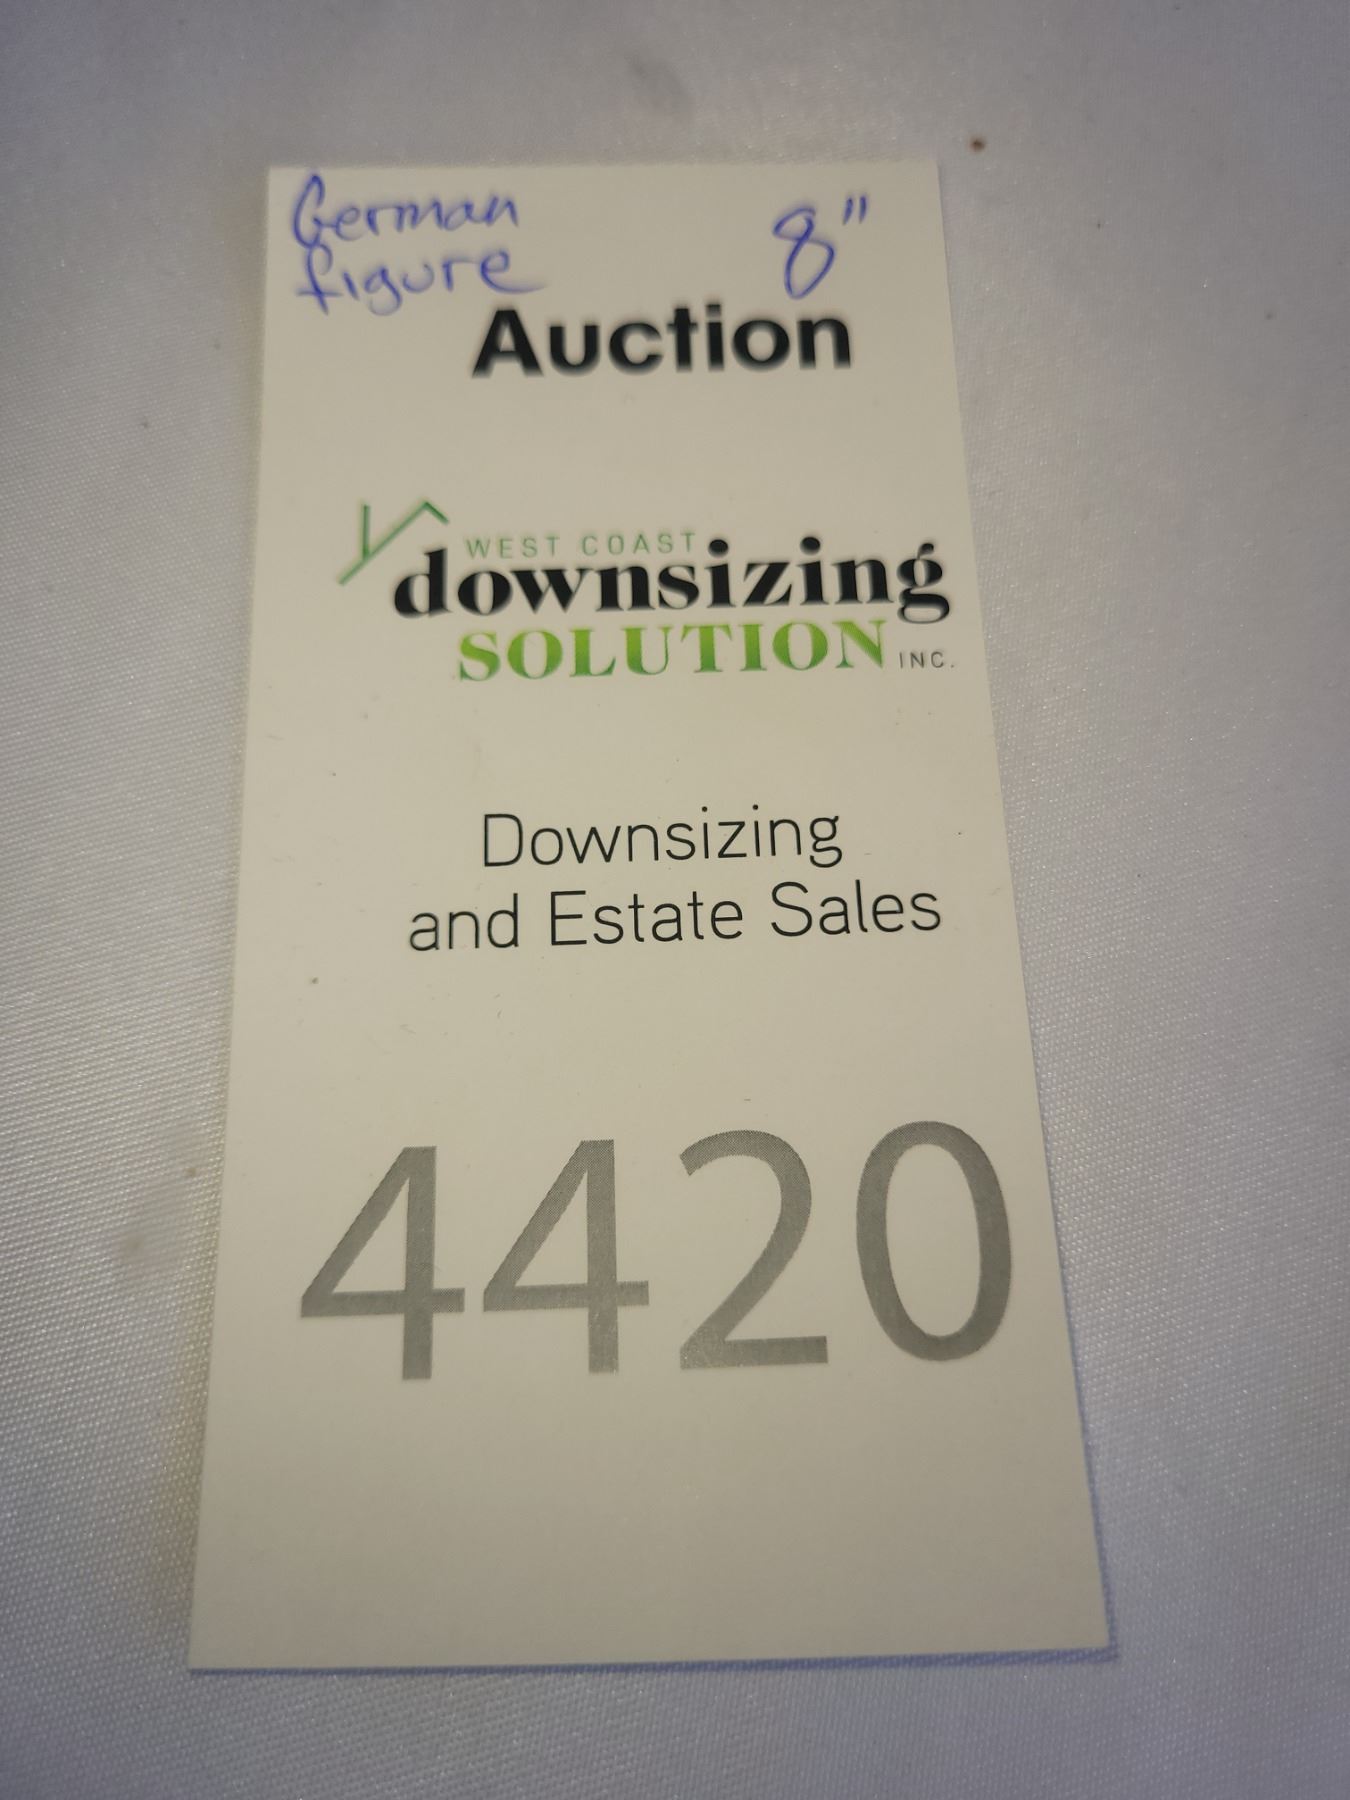 German 8"
figure
Auction
WEST COAST
downsizing
SOLUTION INC.
Downsizing
and Estate Sales
4420